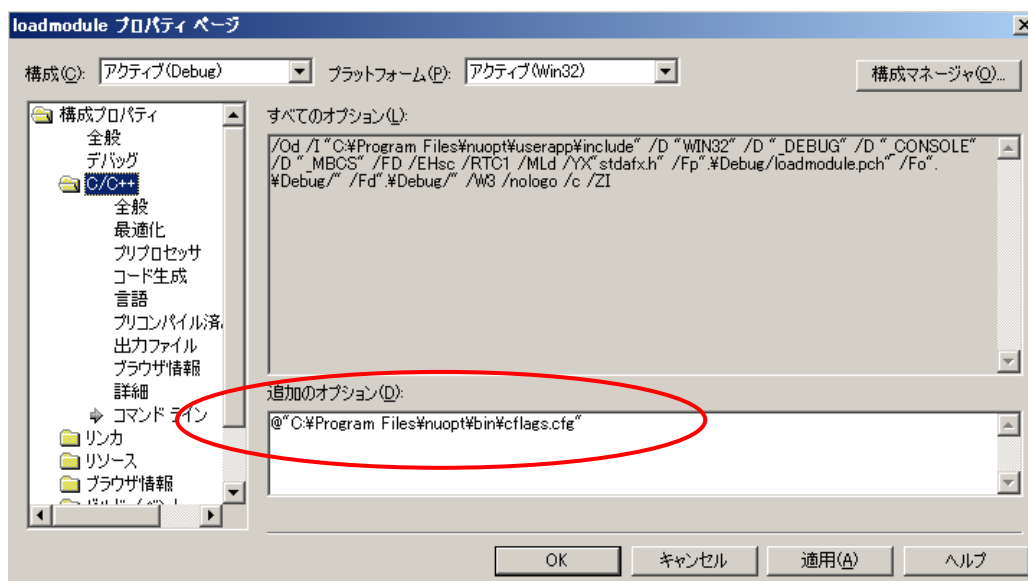 loadmodule プロパティ ページ
構成(C): アクティブ(Debug) プラットフォーム(P): アクティブ(Win32) 構成マネージャ(O)...
構成プロパティ
全般
デバッグ
C/C++
全般
最適化
プリプロセッサ
コード生成
言語
プリコンパイル済
出力ファイル
ブラウザ情報
詳細
コマンド ライン
リンカ
リソース
ブラウザ情報
すべてのオプション(L):
/Od /I "C:¥Program Files¥nuopt¥userapp¥include" /D "WIN32" /D "_DEBUG" /D "_CONSOLE"
/D "_MBCS" /FD /EHsc /RTC1 /MLd /YX"stdafx.h" /Fp".¥Debug/loadmodule.pch" /Fo".
¥Debug/" /Fd".¥Debug/" /W3 /nologo /c /ZI
追加のオプション(D):
@"C:¥Program Files¥nuopt¥bin¥cflags.cfg"
OK キャンセル 適用(A) ヘルプ